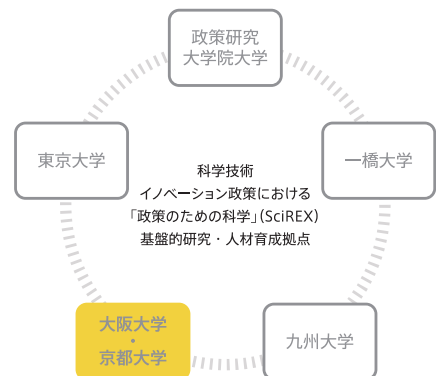 政策研究
大学院大学
東京大学
一橋大学
科学技術
イノベーション政策における
「政策のための科学」(SciREX)
基盤的研究・人材育成拠点
大阪大学
・
京都大学
九州大学